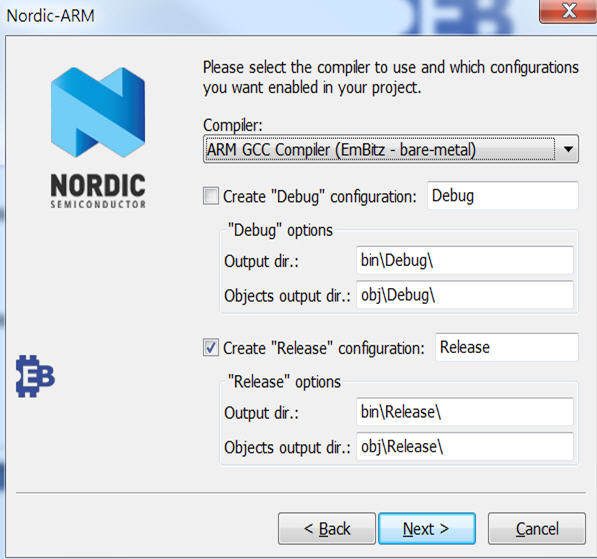 Nordic-ARM
Please select the compiler to use and which configurations
you want enabled in your project.
Compiler:
ARM GCC Compiler (EmBitz - bare-metal)
NORDIC
SEMICONDUCTOR
Create "Debug" configuration: Debug
"Debug" options
Output dir.: bin\Debug\
Objects output dir.: obj\Debug\
Create "Release" configuration: Release
EB
"Release" options
Output dir.: bin\Release\
Objects output dir.: obj\Release\
< Back Next > Cancel